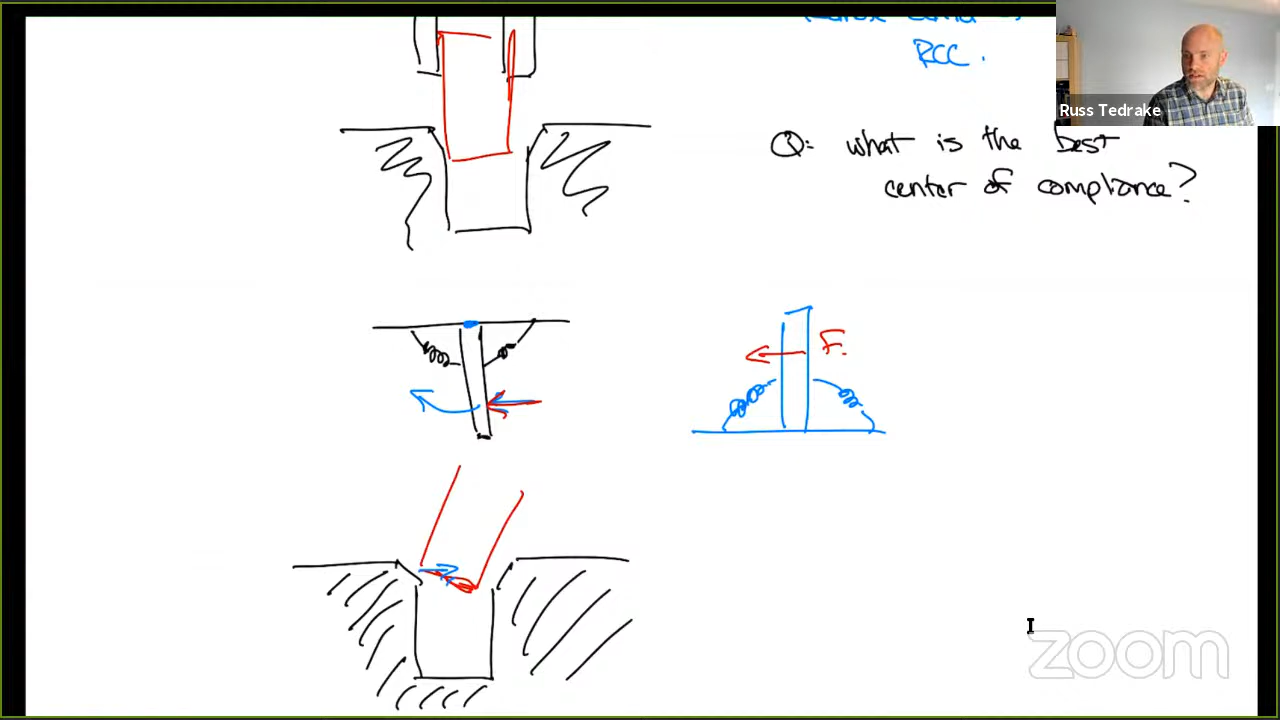 RCC.
Russ Tedrake
Q: what is the best
center of compliance?
F.
zoom